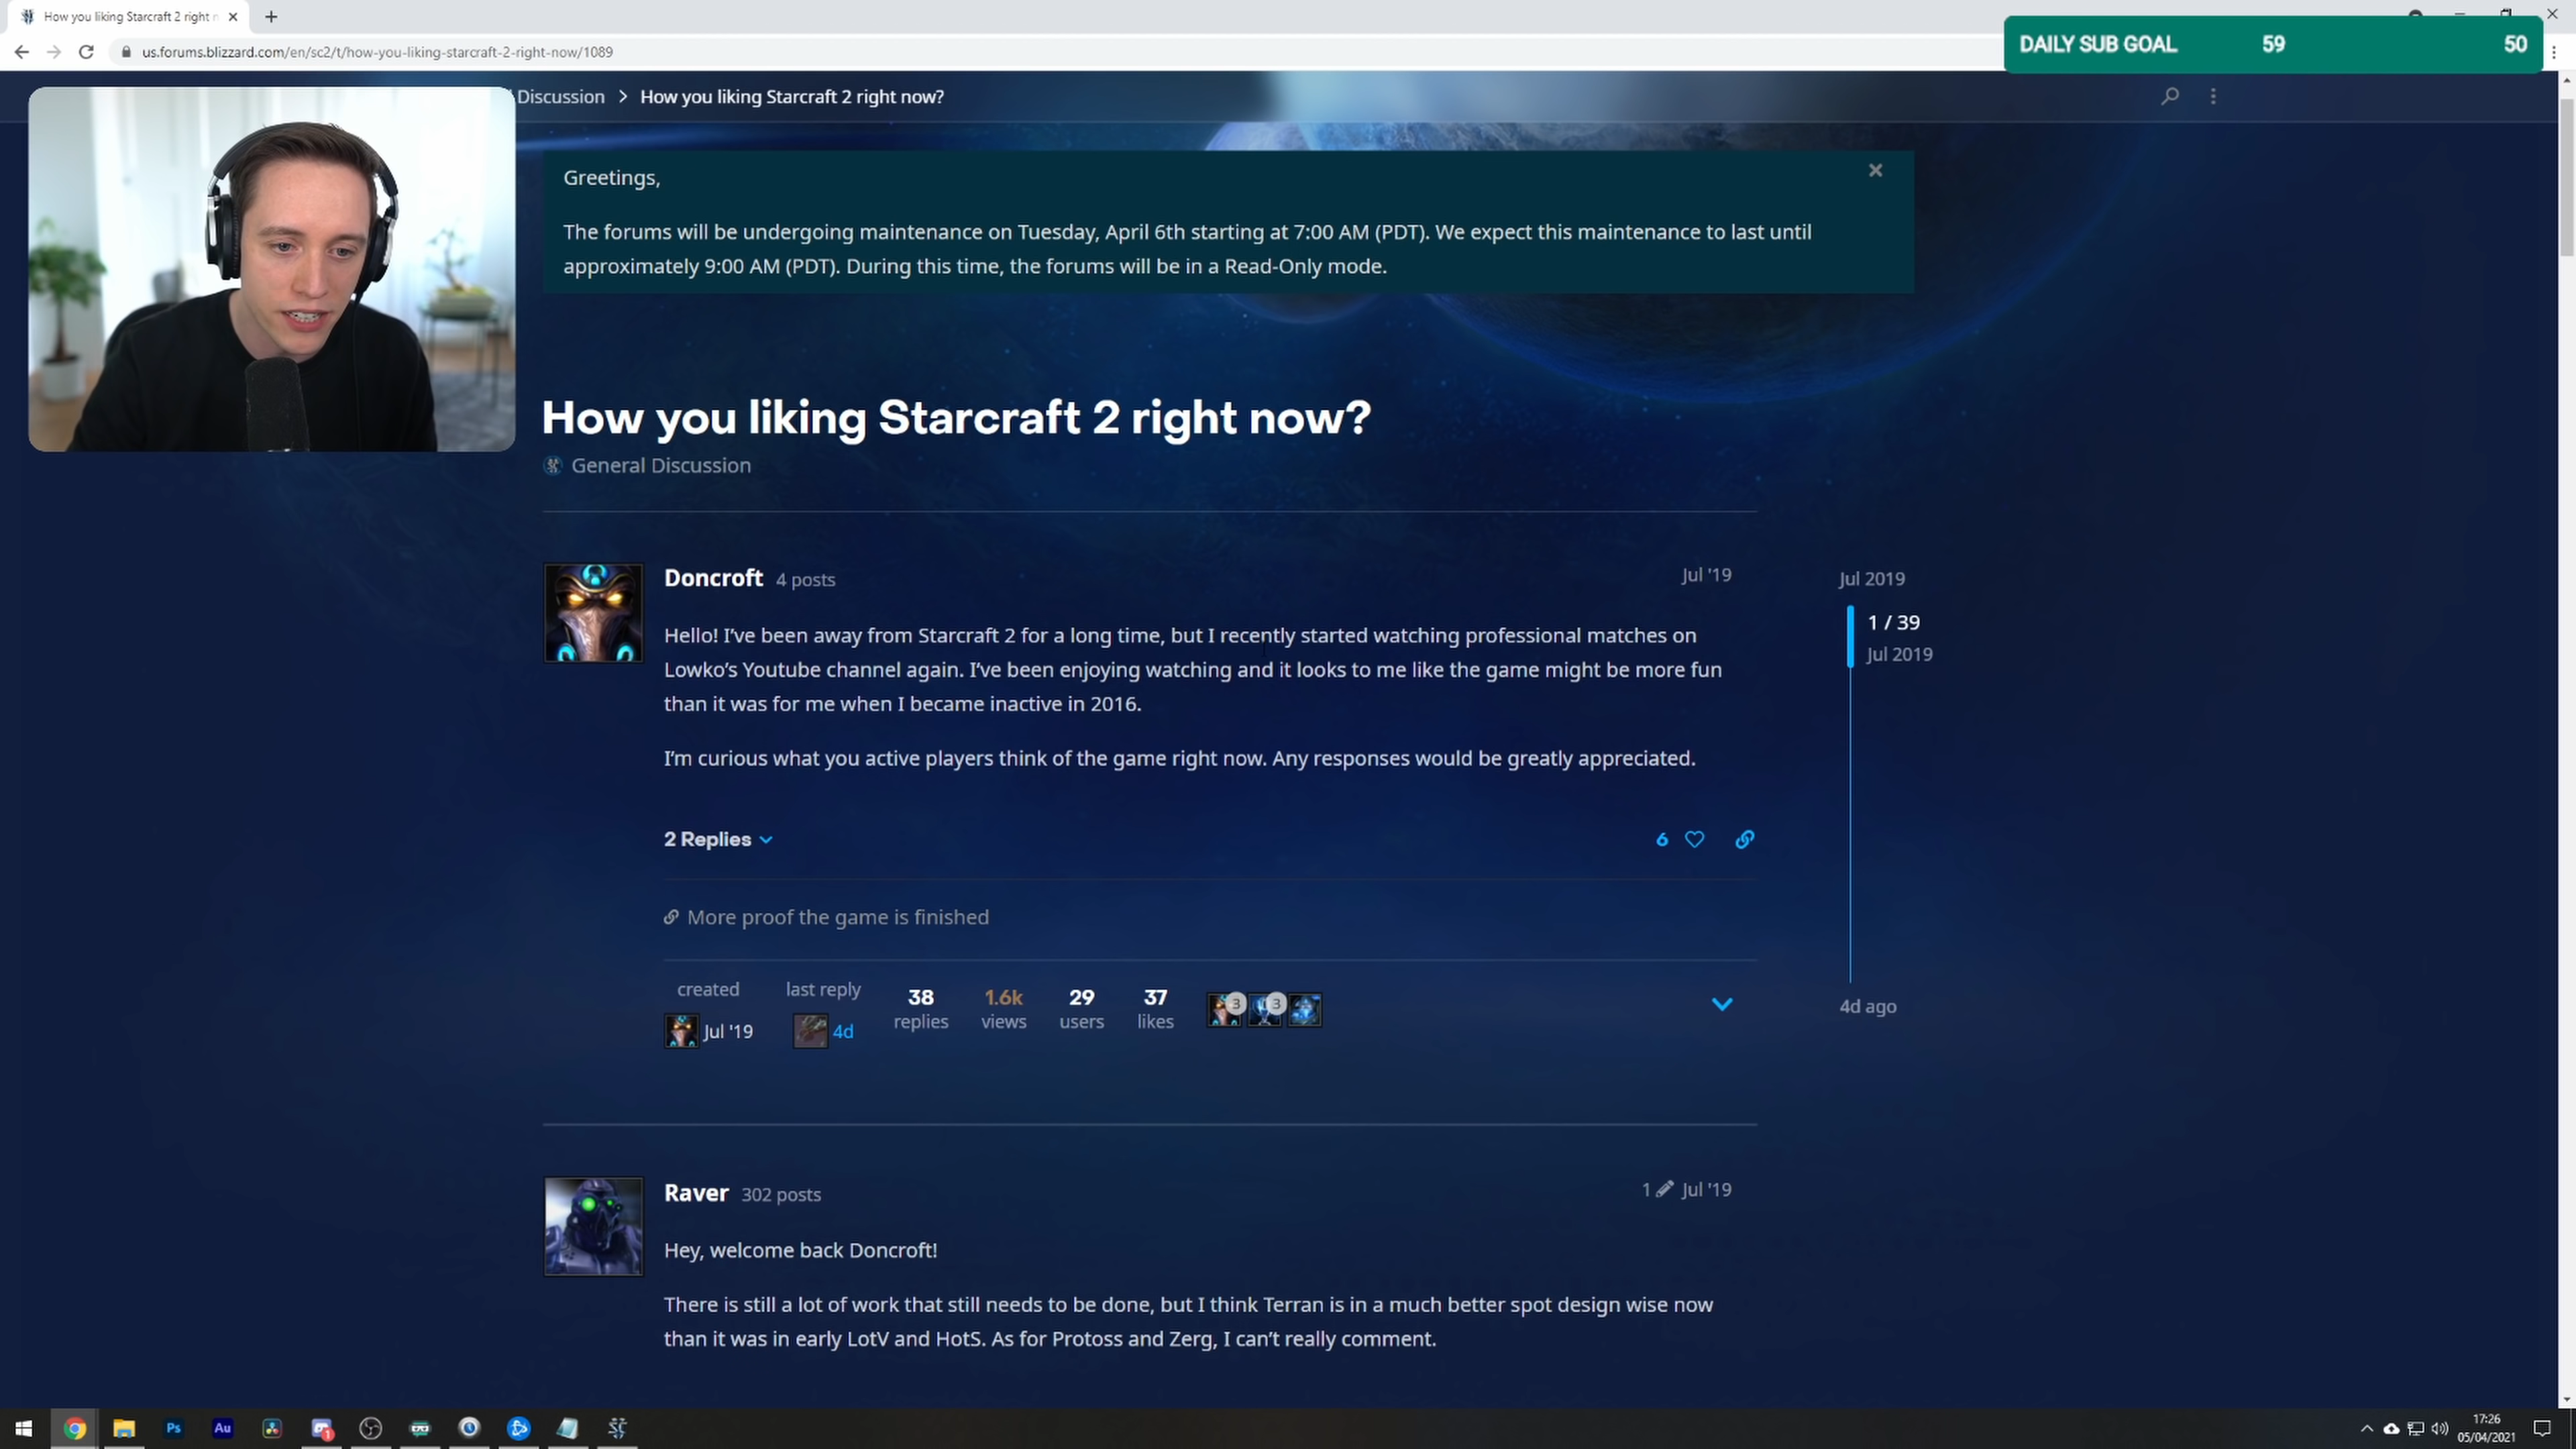 How you liking Starcraft 2 right n
us.forums.blizzard.com/en/sc2/t/how-you-liking-starcraft-2-right-now/1089
DAILY SUB GOAL 59 50
Discussion > How you liking Starcraft 2 right now?
Greetings,
The forums will be undergoing maintenance on Tuesday, April 6th starting at 7:00 AM (PDT). We expect this maintenance to last until
approximately 9:00 AM (PDT). During this time, the forums will be in a Read-Only mode.
How you liking Starcraft 2 right now?
General Discussion
Doncroft 4 posts Jul '19
Hello! I've been away from Starcraft 2 for a long time, but I recently started watching professional matches on
Lowko's Youtube channel again. I've been enjoying watching and it looks to me like the game might be more fun
than it was for me when I became inactive in 2016.
I'm curious what you active players think of the game right now. Any responses would be greatly appreciated.
2 Replies 6
More proof the game is finished
created last reply 38 1.6k 29 37 3 3
Jul '19 4d replies views users likes
Jul 2019
1 / 39
Jul 2019
4d ago
Raver 302 posts 1 Jul '19
Hey, welcome back Doncroft!
There is still a lot of work that still needs to be done, but I think Terran is in a much better spot design wise now
than it was in early LotV and HotS. As for Protoss and Zerg, I can't really comment.
Ps Au 1
17:26
05/04/2021